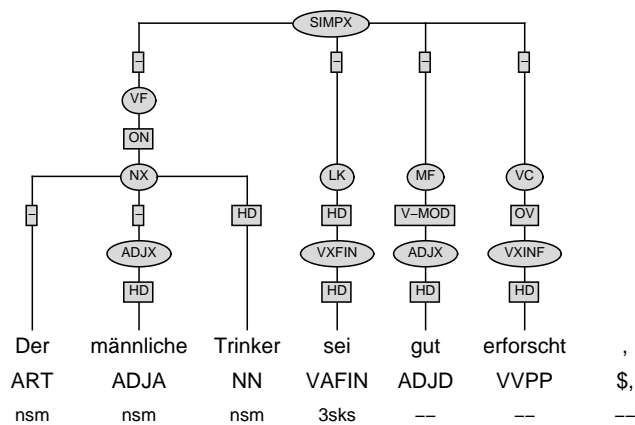 SIMPX
– – – –
VF
ON
NX LK MF VC
– – HD HD V–MOD OV
ADJX VXFIN ADJX VXINF
HD HD HD HD
Der männliche Trinker sei gut erforscht ,
ART ADJA NN VAFIN ADJD VVPP $,
nsm nsm nsm 3sks –– –– ––